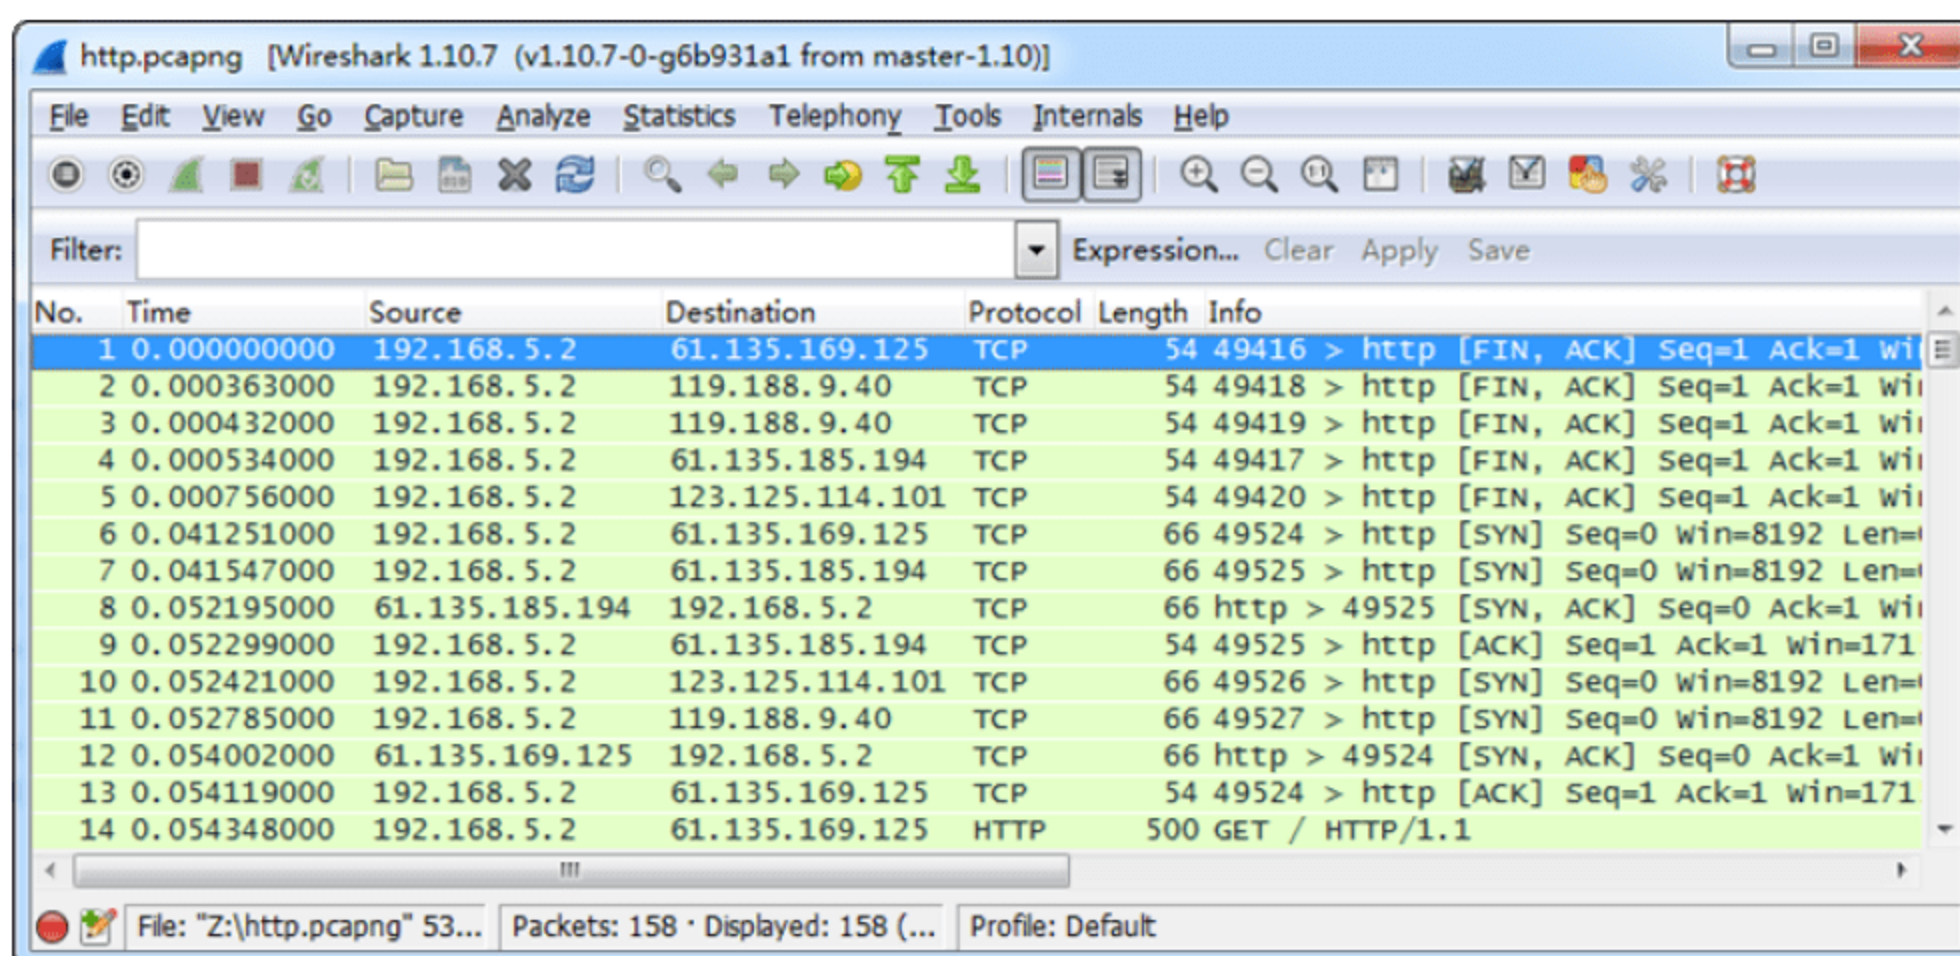 http.pcapng [Wireshark 1.10.7 (v1.10.7-0-g6b931a1 from master-1.10)]
File Edit View Go Capture Analyze Statistics Telephony Tools Internals Help
Filter: Expression... Clear Apply Save
No. Time Source Destination Protocol Length Info
1 0.000000000 192.168.5.2 61.135.169.125 TCP 54 49416 > http [FIN, ACK] Seq=1 Ack=1 Wi
2 0.000363000 192.168.5.2 119.188.9.40 TCP 54 49418 > http [FIN, ACK] Seq=1 Ack=1 Wi
3 0.000432000 192.168.5.2 119.188.9.40 TCP 54 49419 > http [FIN, ACK] Seq=1 Ack=1 Wi
4 0.000534000 192.168.5.2 61.135.185.194 TCP 54 49417 > http [FIN, ACK] Seq=1 Ack=1 Wi
5 0.000756000 192.168.5.2 123.125.114.101 TCP 54 49420 > http [FIN, ACK] Seq=1 Ack=1 Wi
6 0.041251000 192.168.5.2 61.135.169.125 TCP 66 49524 > http [SYN] Seq=0 Win=8192 Len=
7 0.041547000 192.168.5.2 61.135.185.194 TCP 66 49525 > http [SYN] Seq=0 Win=8192 Len=
8 0.052195000 61.135.185.194 192.168.5.2 TCP 66 http > 49525 [SYN, ACK] Seq=0 Ack=1 Wi
9 0.052299000 192.168.5.2 61.135.185.194 TCP 54 49525 > http [ACK] Seq=1 Ack=1 Win=171
10 0.052421000 192.168.5.2 123.125.114.101 TCP 66 49526 > http [SYN] Seq=0 Win=8192 Len=
11 0.052785000 192.168.5.2 119.188.9.40 TCP 66 49527 > http [SYN] Seq=0 Win=8192 Len=
12 0.054002000 61.135.169.125 192.168.5.2 TCP 66 http > 49524 [SYN, ACK] Seq=0 Ack=1 Wi
13 0.054119000 192.168.5.2 61.135.169.125 TCP 54 49524 > http [ACK] Seq=1 Ack=1 Win=171
14 0.054348000 192.168.5.2 61.135.169.125 HTTP 500 GET / HTTP/1.1
File: "Z:\http.pcapng" 53... Packets: 158 · Displayed: 158 (... Profile: Default